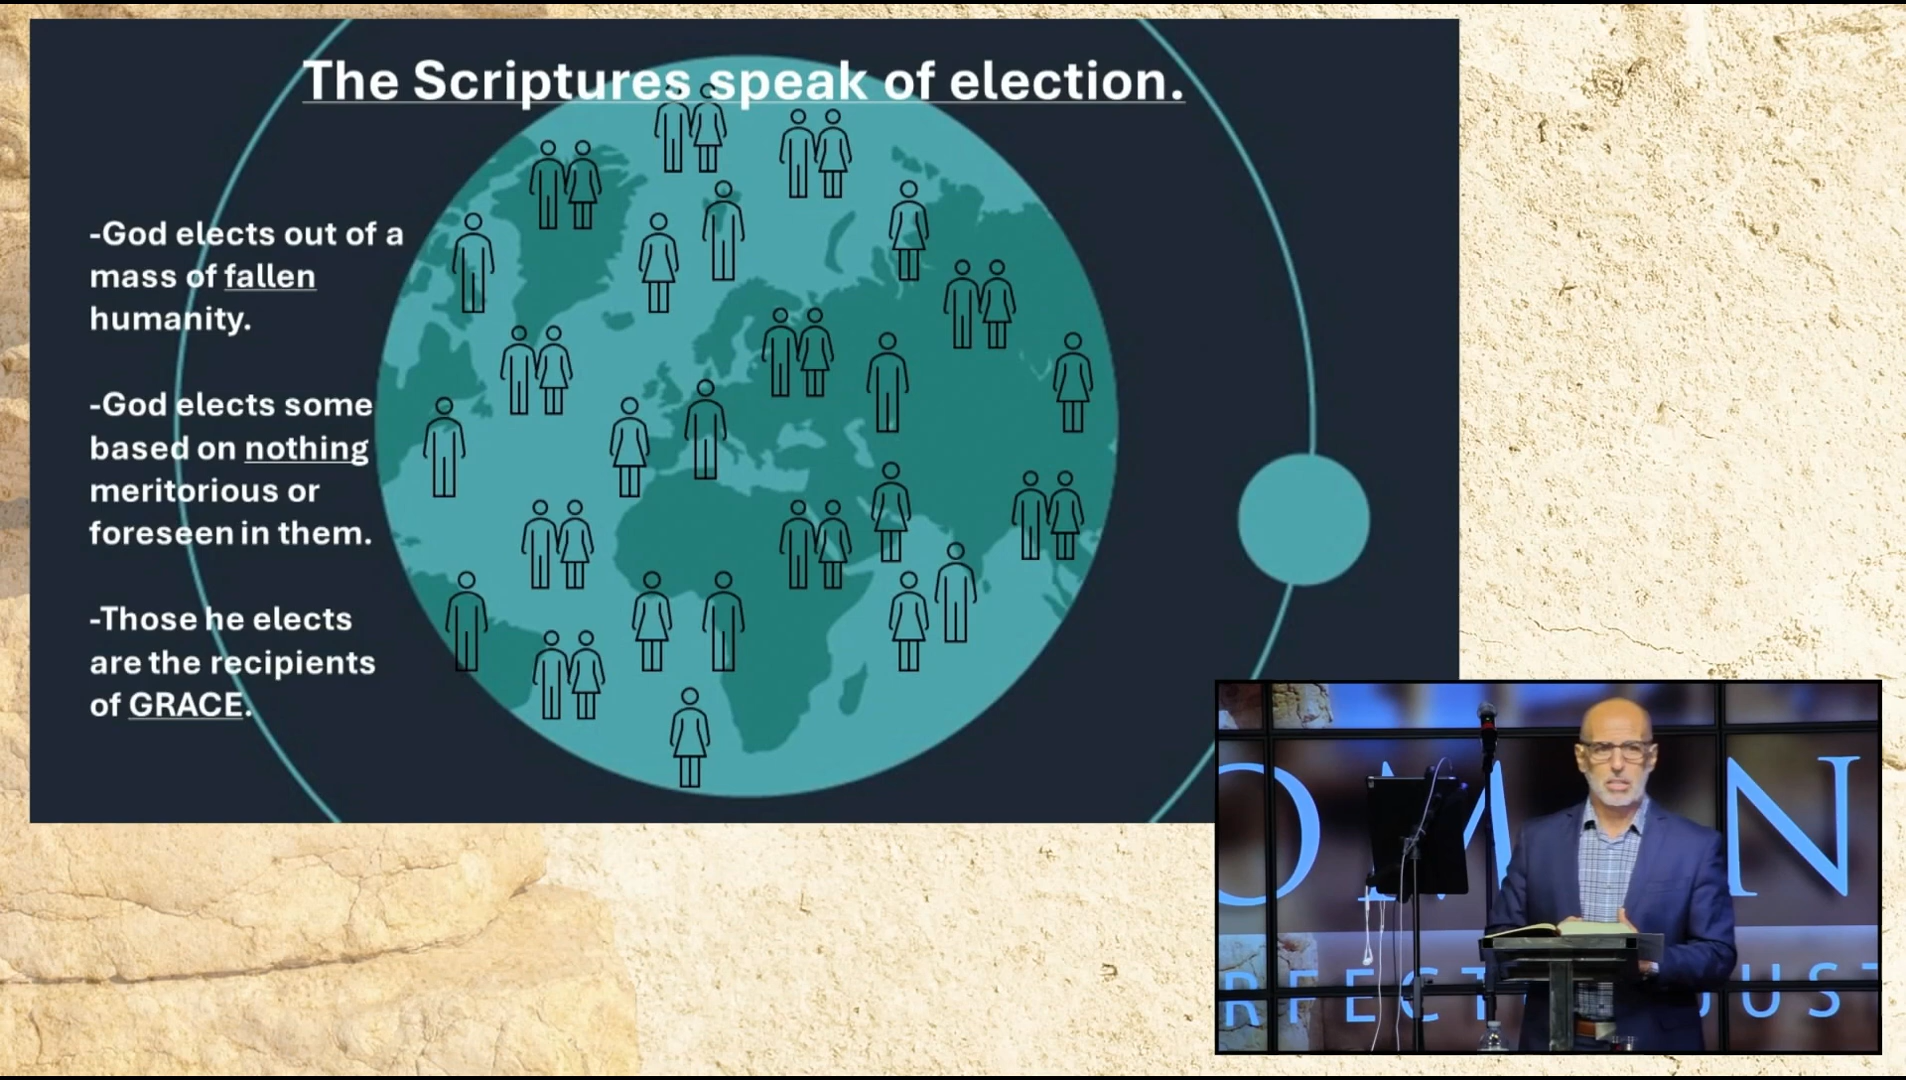 The Scriptures speak of election.
-God elects out of a
mass of fallen
humanity.
-God elects some
based on nothing
meritorious or
foreseen in them.
-Those he elects
are the recipients
of GRACE.